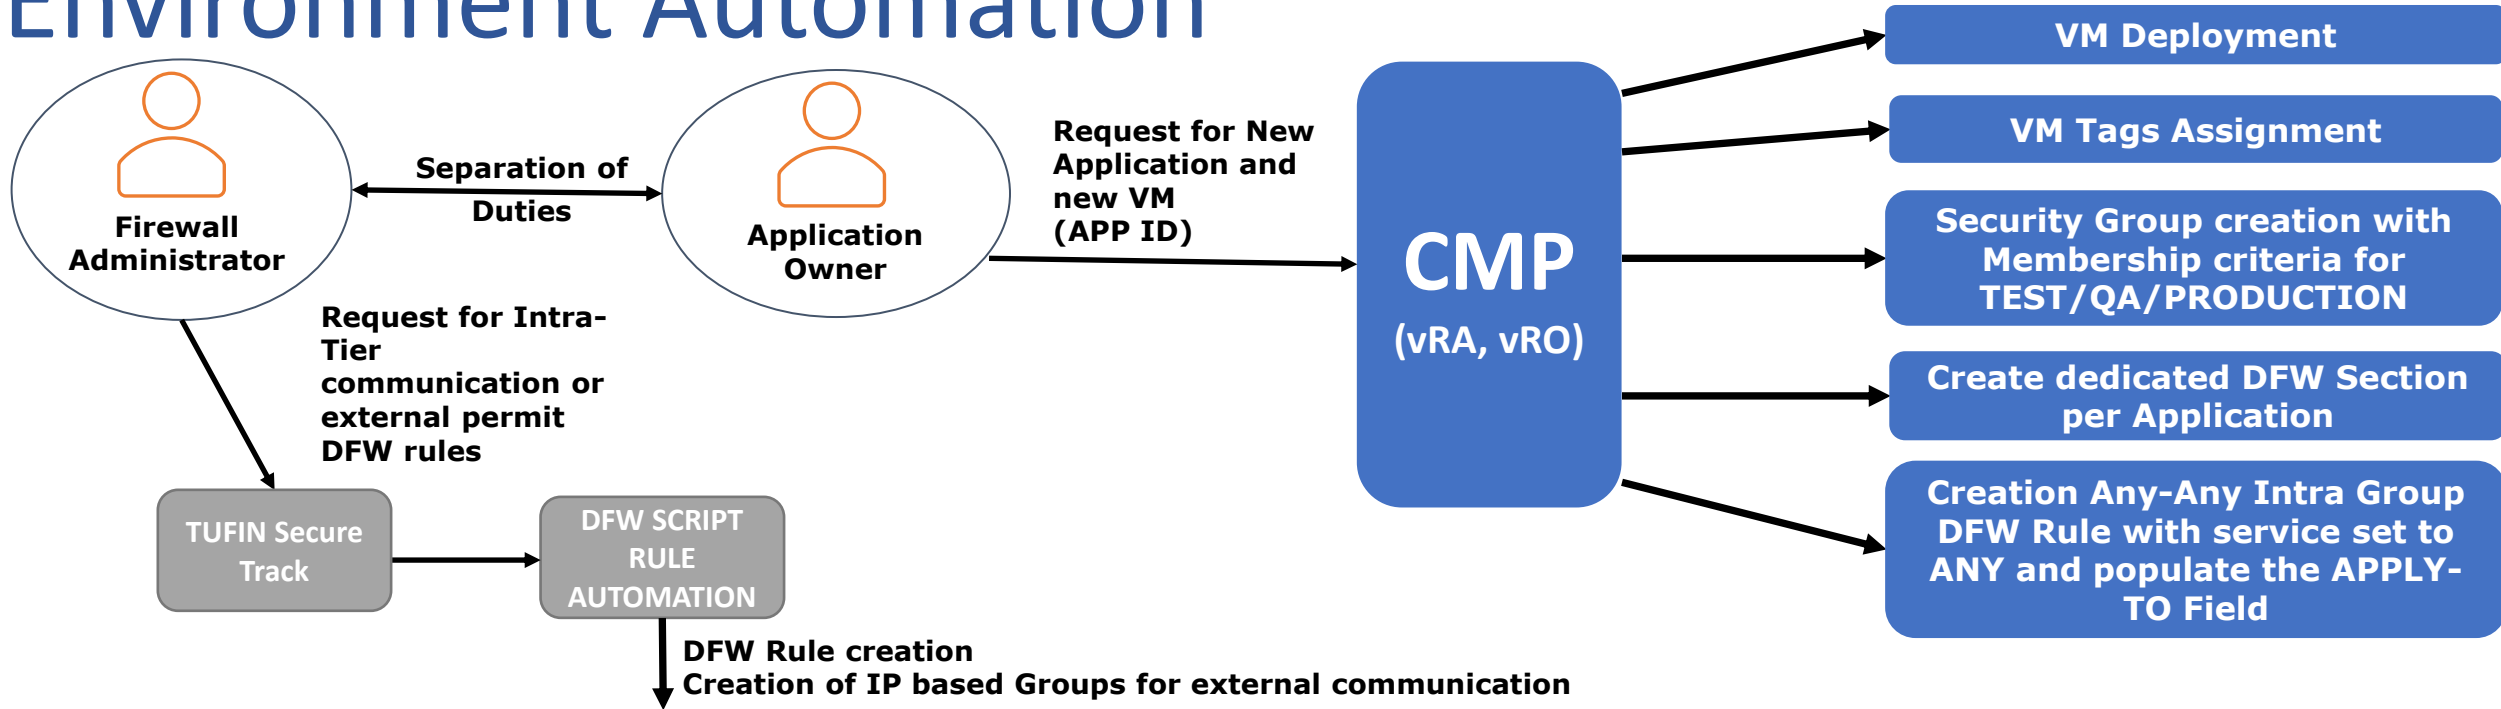 Environment Automation
Firewall
Administrator
Separation of
Duties
Application
Owner
Request for New
Application and
new VM
(APP ID)
CMP
(vRA, vRO)
VM Deployment
VM Tags Assignment
Security Group creation with
Membership criteria for
TEST/QA/PRODUCTION
Create dedicated DFW Section
per Application
Creation Any-Any Intra Group
DFW Rule with service set to
ANY and populate the APPLY-
TO Field
Request for Intra-
Tier
communication or
external permit
DFW rules
TUFIN Secure
Track
DFW SCRIPT
RULE
AUTOMATION
DFW Rule creation
Creation of IP based Groups for external communication